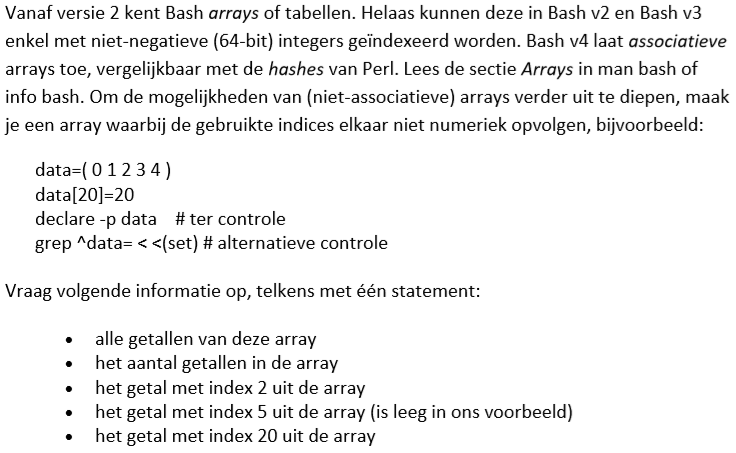 Vanaf versie 2 kent Bash arrays of tabellen. Helaas kunnen deze in Bash v2 en Bash v3
enkel met niet-negatieve (64-bit) integers geïndexeerd worden. Bash v4 laat associatieve
arrays toe, vergelijkbaar met de hashes van Perl. Lees de sectie Arrays in man bash of
info bash. Om de mogelijkheden van (niet-associatieve) arrays verder uit te diepen, maak
je een array waarbij de gebruikte indices elkaar niet numeriek opvolgen, bijvoorbeeld:
data=( 0 1 2 3 4 )
data[20]=20
declare -p data # ter controle
grep ^data= < <(set) # alternatieve controle
Vraag volgende informatie op, telkens met één statement:
• alle getallen van deze array
• het aantal getallen in de array
• het getal met index 2 uit de array
• het getal met index 5 uit de array (is leeg in ons voorbeeld)
• het getal met index 20 uit de array